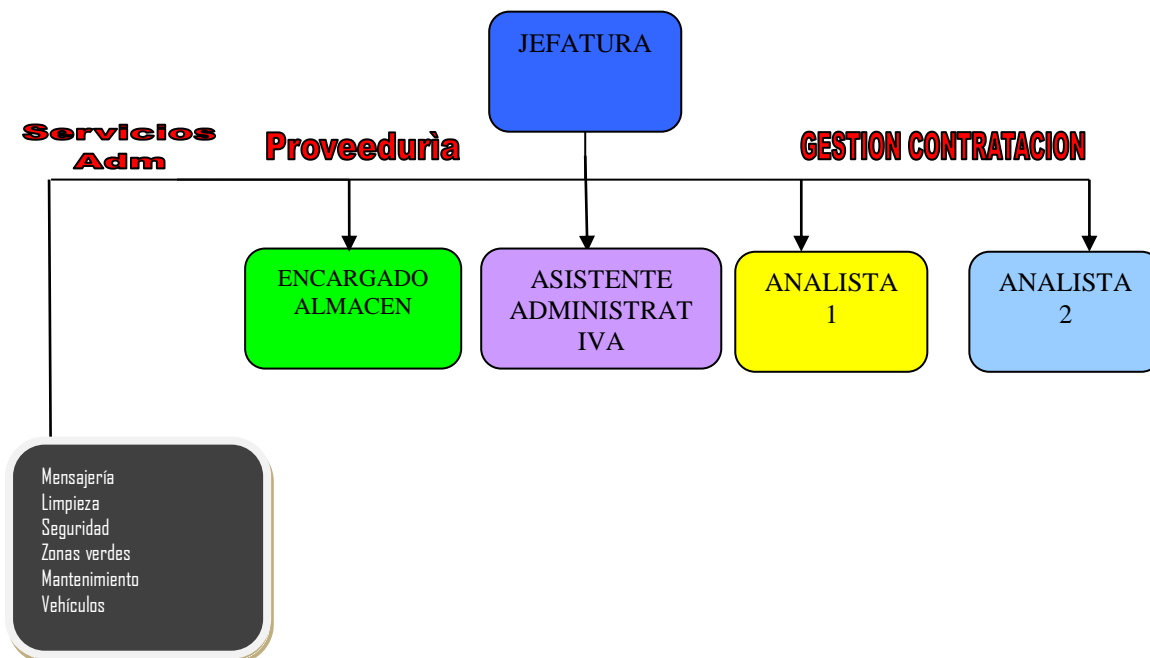 JEFATURA
Servicios
Adm
Proveedurìa
GESTION CONTRATACION
ENCARGADO
ALMACEN
ASISTENTE
ADMINISTRAT
IVA
ANALISTA
1
ANALISTA
2
Mensajería
Limpieza
Seguridad
Zonas verdes
Mantenimiento
Vehículos